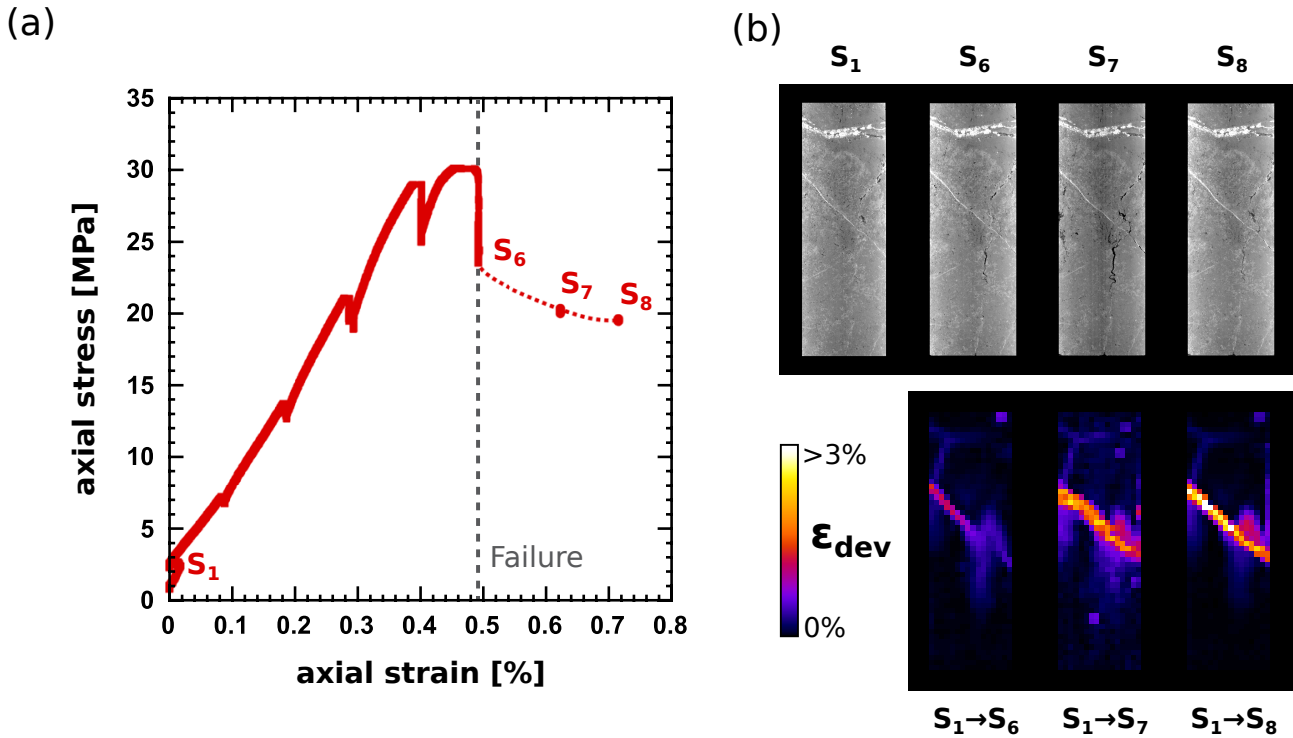 (a)
axial stress [MPa]
35
30
25
20
15
10
5
0
0 0.1 0.2 0.3 0.4 0.5 0.6 0.7 0.8
axial strain [%]
S₁
S₆
S₇
S₈
Failure
(b)
S₁ S₆ S₇ S₈
>3%
εdev
0%
S₁→S₆ S₁→S₇ S₁→S₈